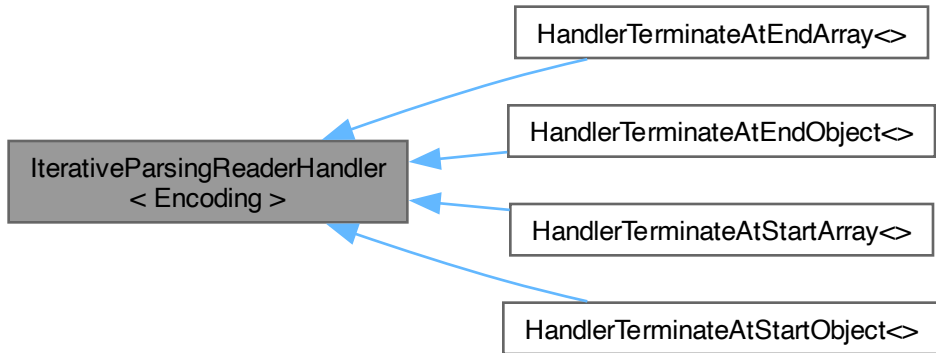 HandlerTerminateAtEndArray<>
HandlerTerminateAtEndObject<>
IterativeParsingReaderHandler
< Encoding >
HandlerTerminateAtStartArray<>
HandlerTerminateAtStartObject<>